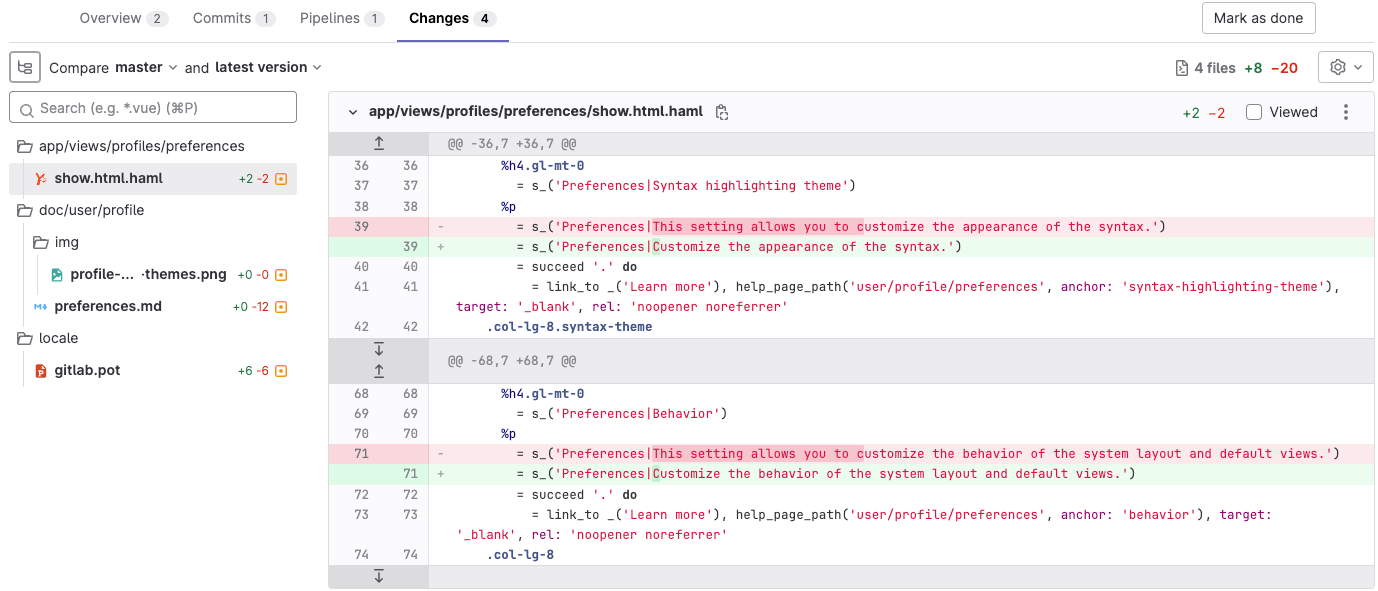 Overview 2 Commits 1 Pipelines 1 Changes 4 Mark as done
Compare master and latest version 4 files +8 −20
Search (e.g. *.vue) (⌘P)
app/views/profiles/preferences
show.html.haml +2 -2
doc/user/profile
img
profile-... ·themes.png +0 -0
preferences.md +0 -12
locale
gitlab.pot +6 -6
app/views/profiles/preferences/show.html.haml +2 −2 Viewed
@@ -36,7 +36,7 @@
36 36 %h4.gl-mt-0
37 37 = s_('Preferences|Syntax highlighting theme')
38 38 %p
39 - = s_('Preferences|This setting allows you to customize the appearance of the syntax.')
39 + = s_('Preferences|Customize the appearance of the syntax.')
40 40 = succeed '.' do
41 41 = link_to _('Learn more'), help_page_path('user/profile/preferences', anchor: 'syntax-highlighting-theme'),
target: '_blank', rel: 'noopener noreferrer'
42 42 .col-lg-8.syntax-theme
@@ -68,7 +68,7 @@
68 68 %h4.gl-mt-0
69 69 = s_('Preferences|Behavior')
70 70 %p
71 - = s_('Preferences|This setting allows you to customize the behavior of the system layout and default views.')
71 + = s_('Preferences|Customize the behavior of the system layout and default views.')
72 72 = succeed '.' do
73 73 = link_to _('Learn more'), help_page_path('user/profile/preferences', anchor: 'behavior'), target:
'_blank', rel: 'noopener noreferrer'
74 74 .col-lg-8